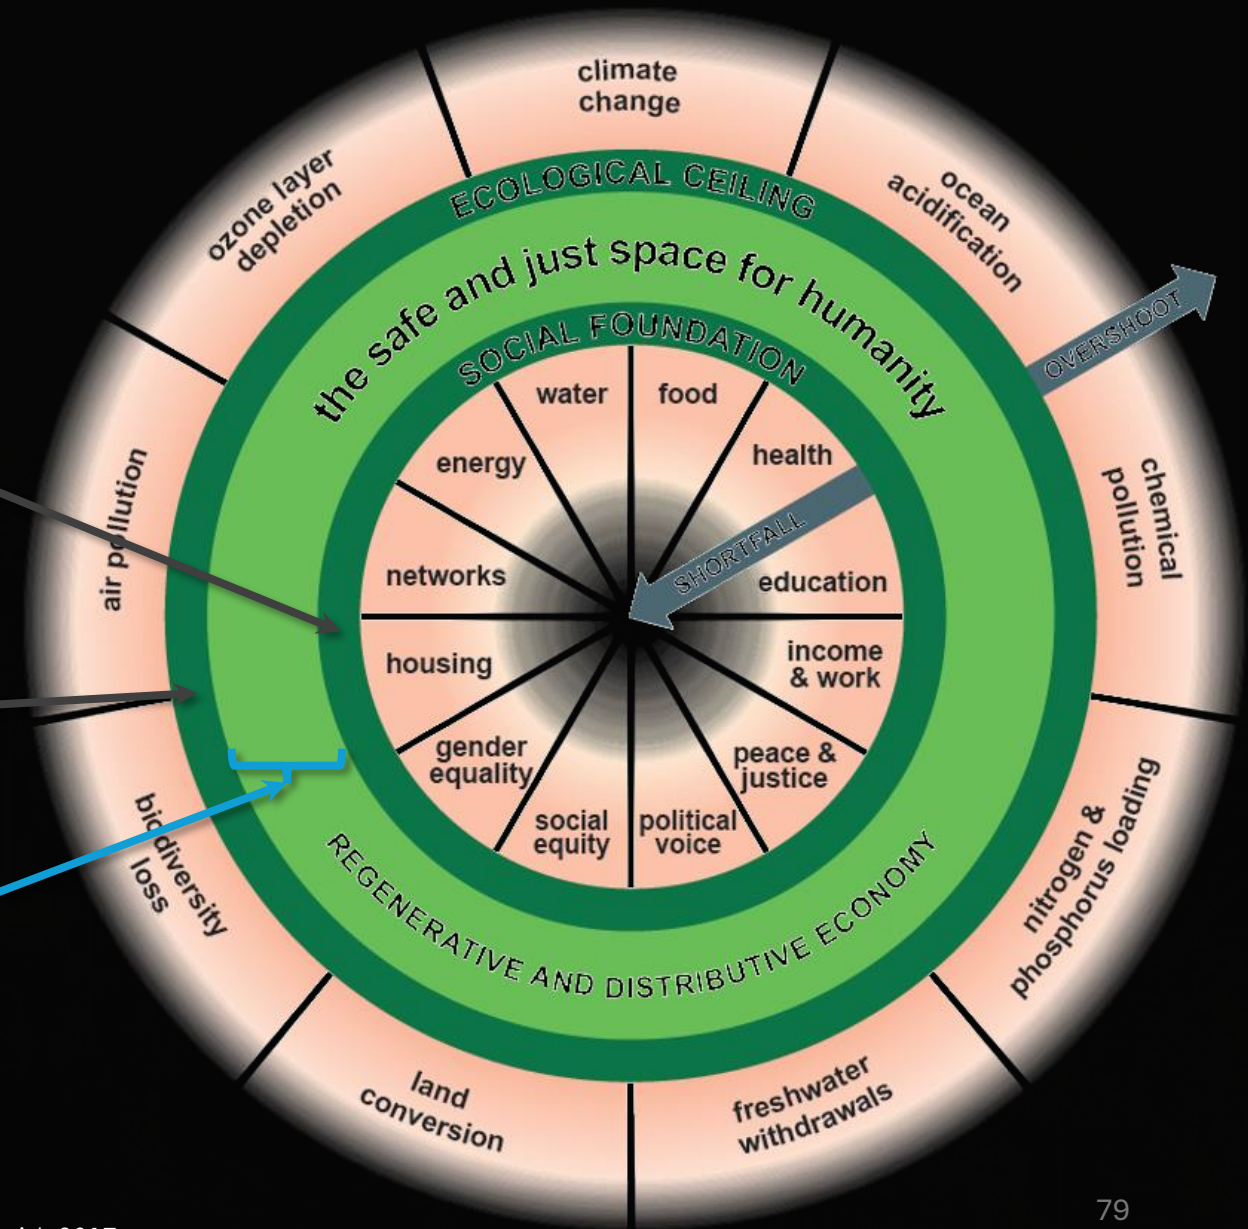 climate
change
ozone layer
depletion
ocean
acidification
ECOLOGICAL CEILING
the safe and just space for humanity
OVERSHOOT
SOCIAL FOUNDATION
water
food
energy
health
air pollution
chemical
pollution
SHORTFALL
networks
education
housing
income
& work
gender
equality
peace &
justice
social
equity
political
voice
biodiversity
loss
REGENERATIVE AND DISTRIBUTIVE ECONOMY
nitrogen &
phosphorus loading
land
conversion
freshwater
withdrawals
79